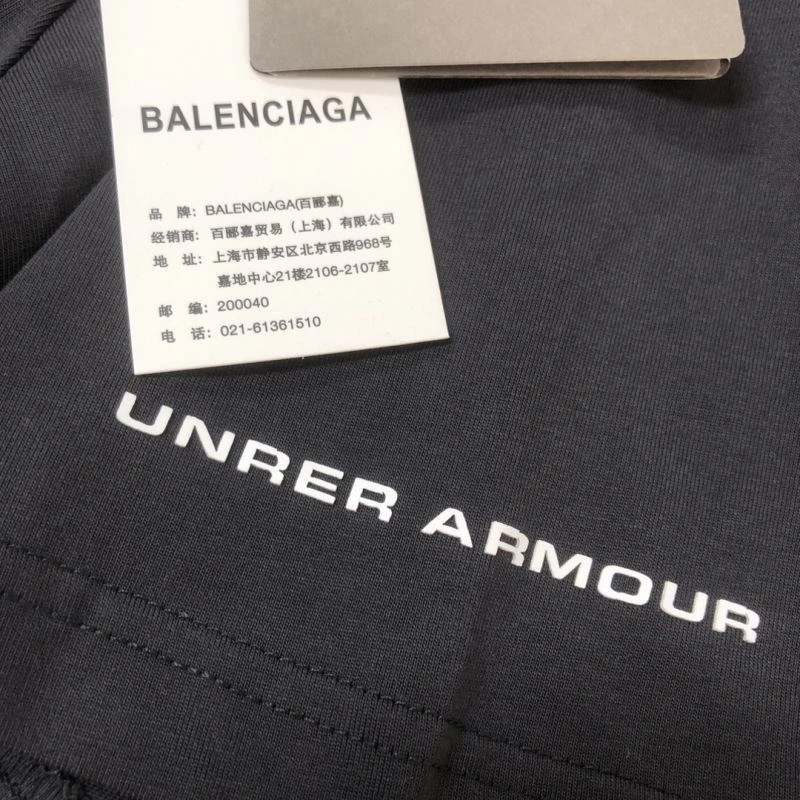 BALENCIAGA
品 牌: BALENCIAGA(百郦嘉)
经销商: 百郦嘉贸易（上海）有限公司
地 址: 上海市静安区北京西路968号
嘉地中心21楼2106-2107室
邮 编: 200040
电 话: 021-61361510
UNRER ARMOUR